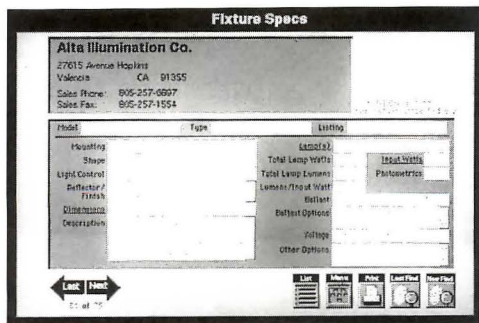 Fixture Specs
Alta Illumination Co.
27615 Avenue Hopkins
Valencia CA 91355
Sales Phone: 805-257-6897
Sales Fax: 805-257-1554
Model Type Listing
Mounting
Shape
Light Control
Reflector/
Finish
Dimensions
Description
Lamp(s)
Total Lamp Watts Input Watts
Total Lamp Lumens Photometrics
Lumens/Input Watt
Ballast
Ballast Options
Voltage
Other Options
Last Next
of 75
List Menu Print Last Find New Find